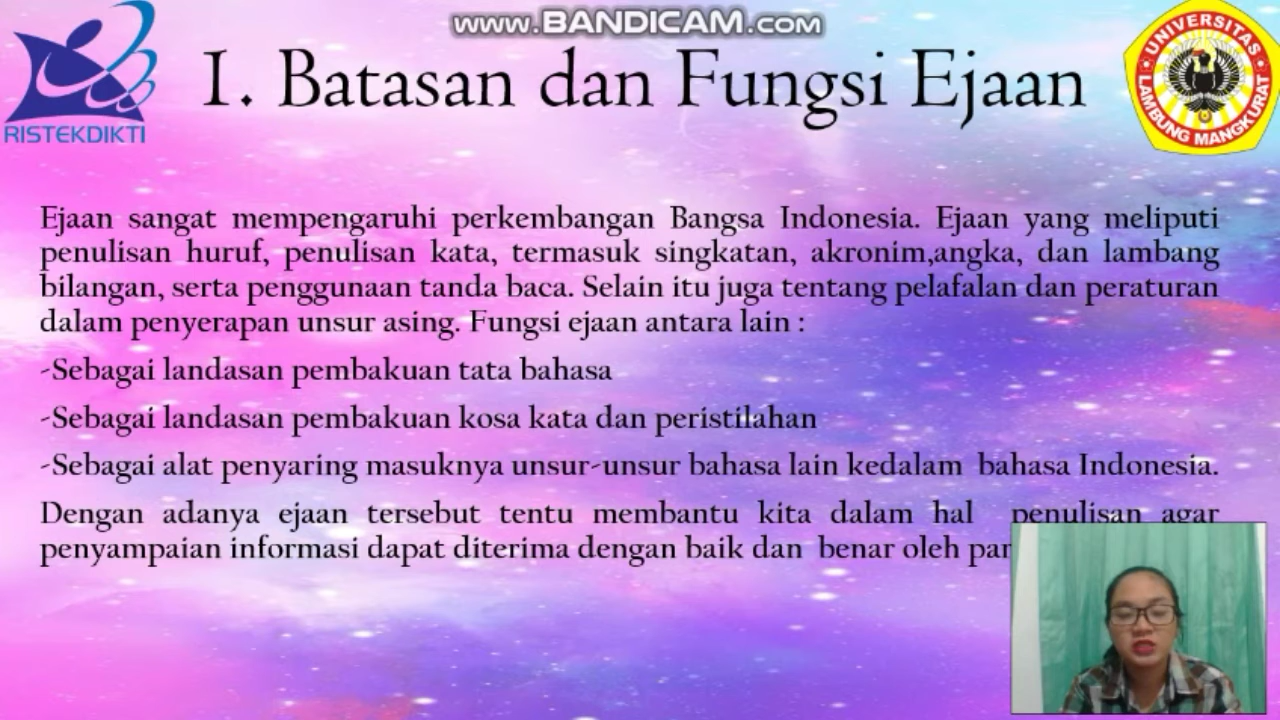 www.BANDICAM.com
RISTEKDIKTI
1. Batasan dan Fungsi Ejaan
UNIVERSITAS LAMBUNG MANGKURAT
Ejaan sangat mempengaruhi perkembangan Bangsa Indonesia. Ejaan yang meliputi
penulisan huruf, penulisan kata, termasuk singkatan, akronim,angka, dan lambang
bilangan, serta penggunaan tanda baca. Selain itu juga tentang pelafalan dan peraturan
dalam penyerapan unsur asing. Fungsi ejaan antara lain :
-Sebagai landasan pembakuan tata bahasa
-Sebagai landasan pembakuan kosa kata dan peristilahan
-Sebagai alat penyaring masuknya unsur-unsur bahasa lain kedalam bahasa Indonesia.
Dengan adanya ejaan tersebut tentu membantu kita dalam hal penulisan agar
penyampaian informasi dapat diterima dengan baik dan benar oleh